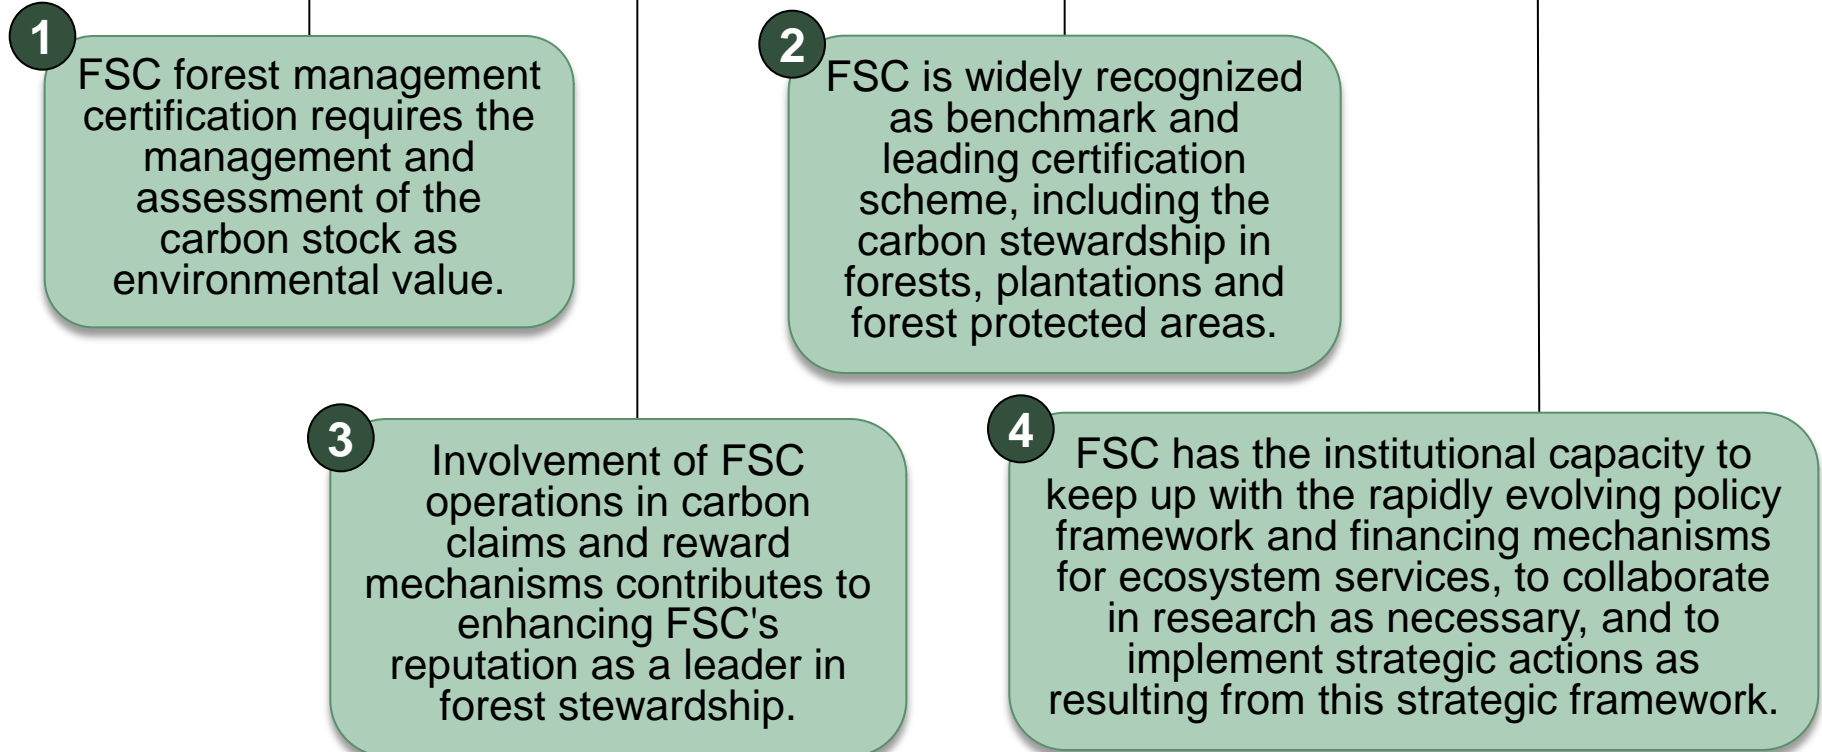 1
FSC forest management
certification requires the
management and
assessment of the
carbon stock as
environmental value.
2
FSC is widely recognized
as benchmark and
leading certification
scheme, including the
carbon stewardship in
forests, plantations and
forest protected areas.
3
Involvement of FSC
operations in carbon
claims and reward
mechanisms contributes to
enhancing FSC's
reputation as a leader in
forest stewardship.
4
FSC has the institutional capacity to
keep up with the rapidly evolving policy
framework and financing mechanisms
for ecosystem services, to collaborate
in research as necessary, and to
implement strategic actions as
resulting from this strategic framework.